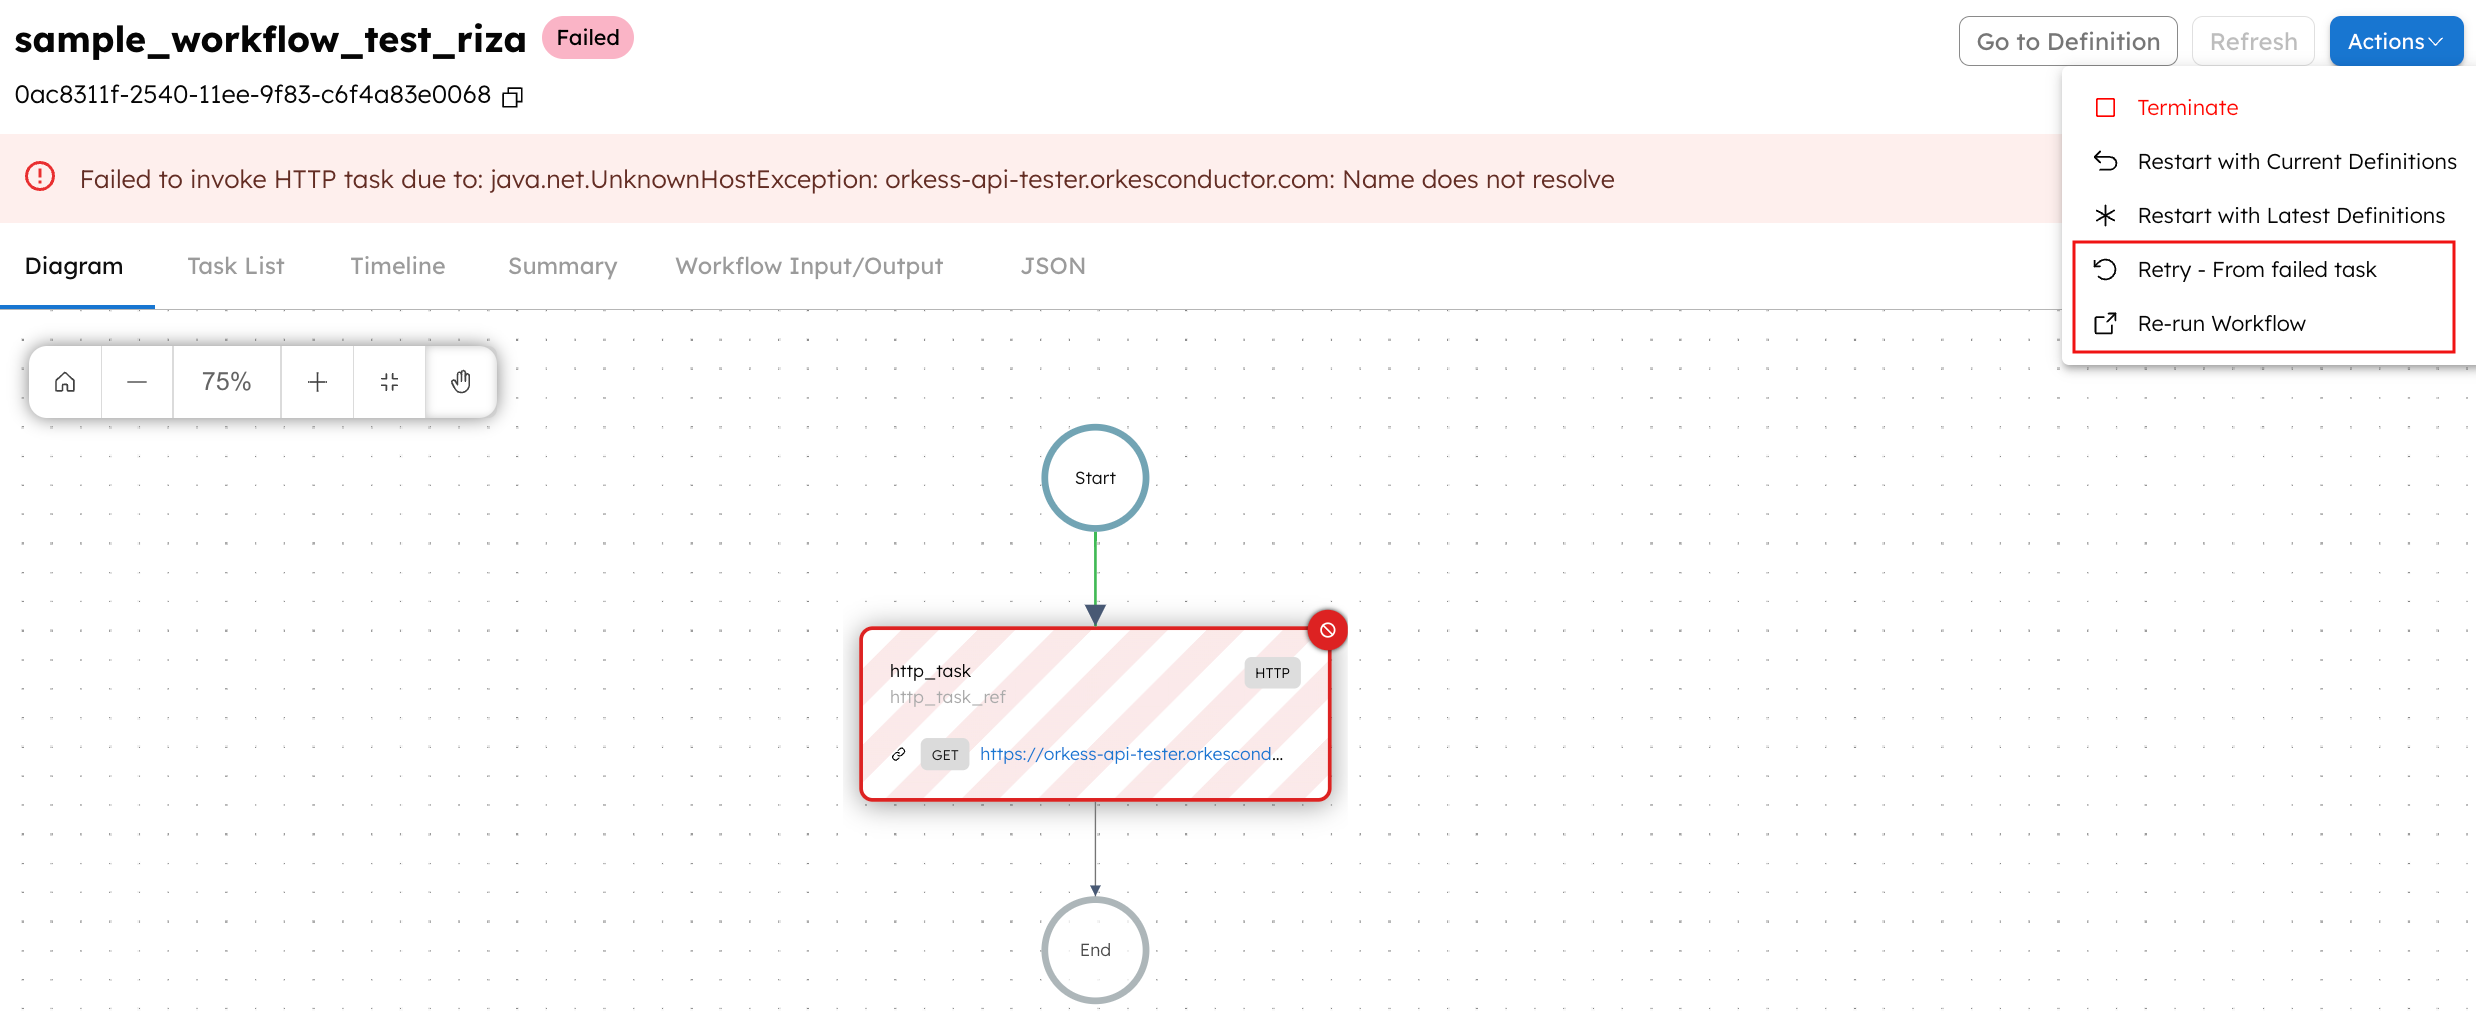 sample_workflow_test_riza Failed
Go to Definition Refresh Actions
0ac8311f-2540-11ee-9f83-c6f4a83e0068
Terminate
Restart with Current Definitions
Restart with Latest Definitions
Retry - From failed task
Re-run Workflow
Failed to invoke HTTP task due to: java.net.UnknownHostException: orkess-api-tester.orkesconductor.com: Name does not resolve
Diagram Task List Timeline Summary Workflow Input/Output JSON
75%
Start
http_task HTTP
http_task_ref
GET https://orkess-api-tester.orkescond...
End